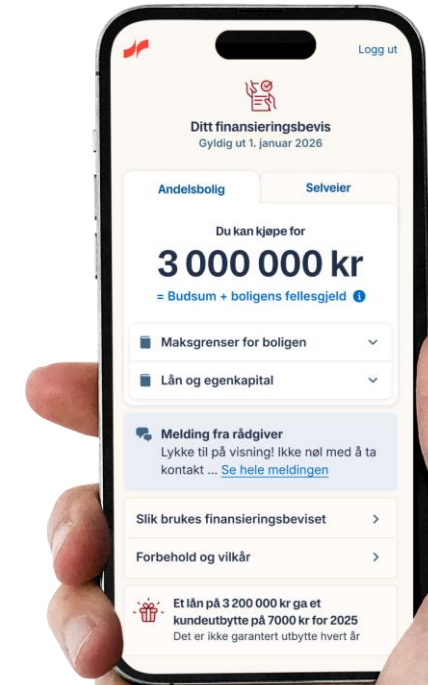 Logg ut
Ditt finansieringsbevis
Gyldig ut 1. januar 2026
Andelsbolig
Selveier
Du kan kjøpe for
3 000 000 kr
= Budsum + boligens fellesgjeld
Maksgrenser for boligen
Lån og egenkapital
Melding fra rådgiver
Lykke til på visning! Ikke nøl med å ta
kontakt ... Se hele meldingen
Slik brukes finansieringsbeviset
Forbehold og vilkår
Et lån på 3 200 000 kr ga et
kundeutbytte på 7000 kr for 2025
Det er ikke garantert utbytte hvert år